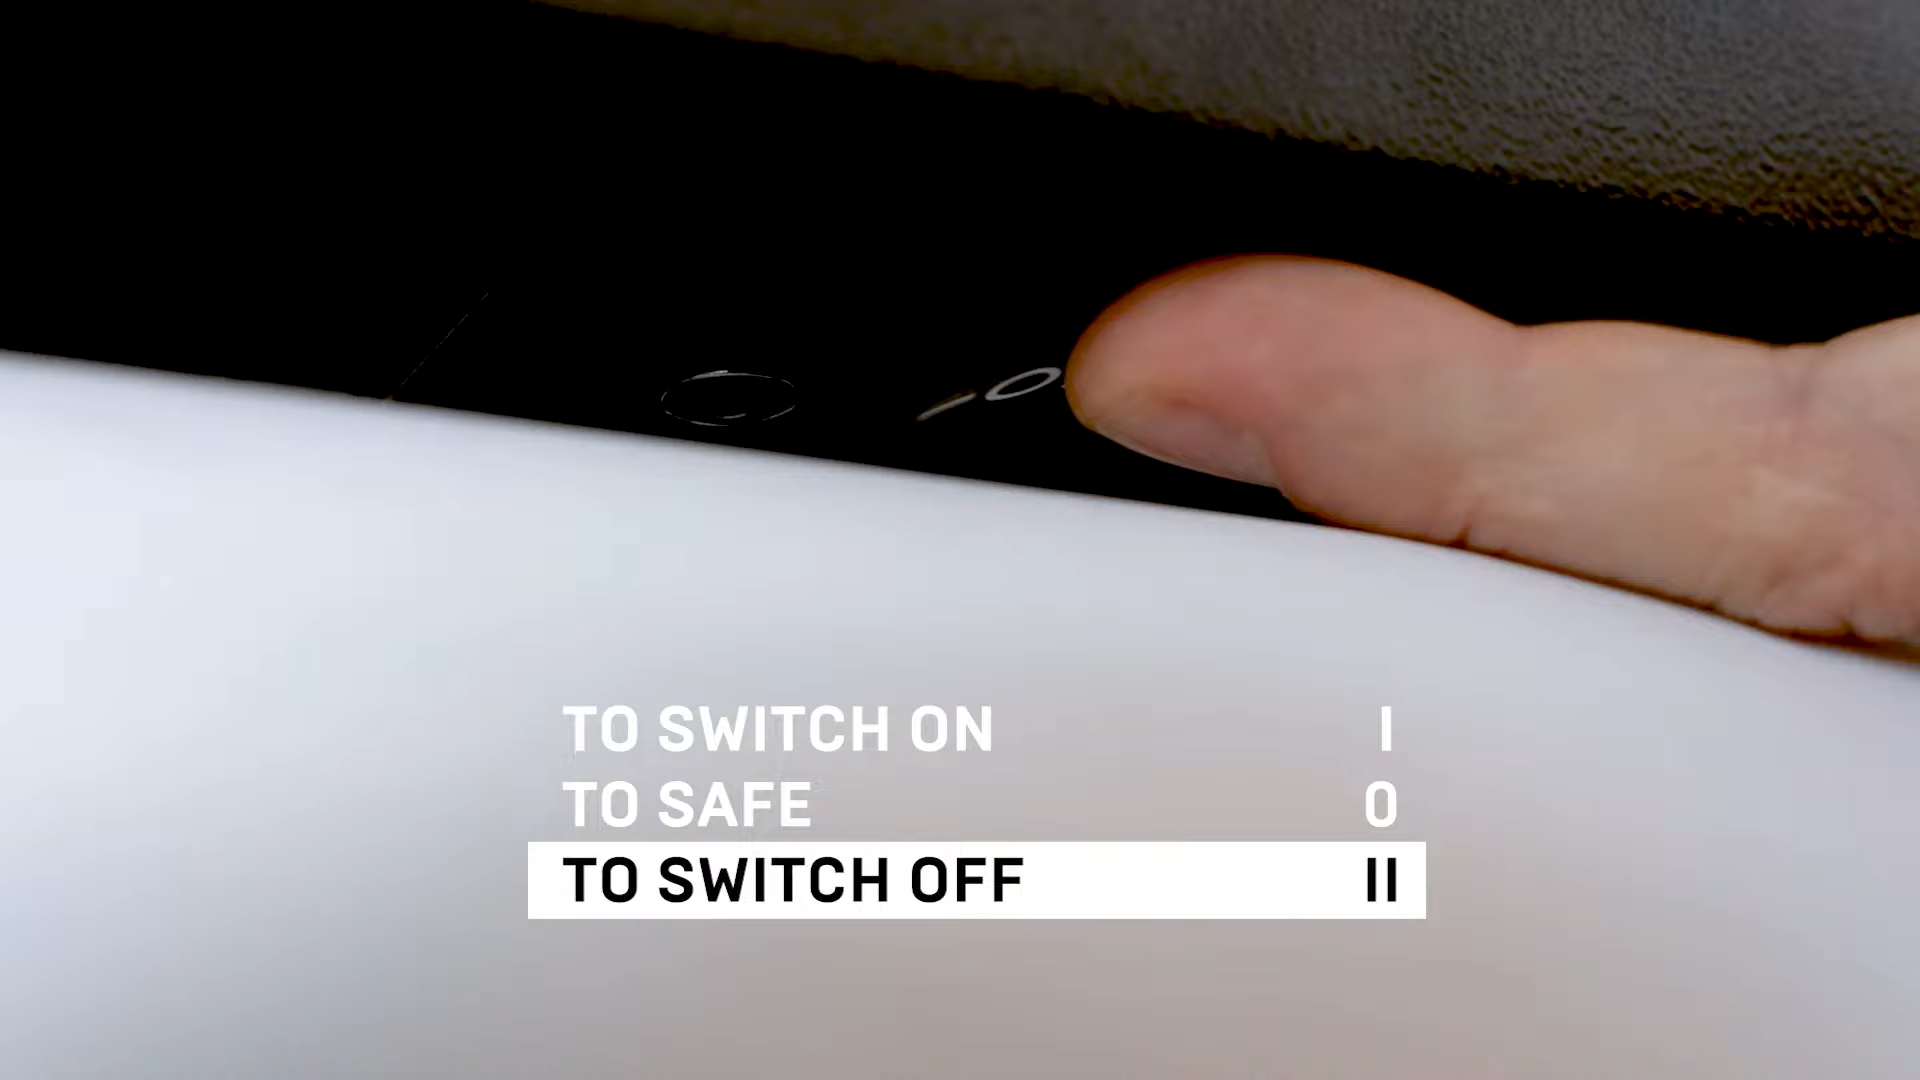 TO SWITCH ON I
TO SAFE 0
TO SWITCH OFF II